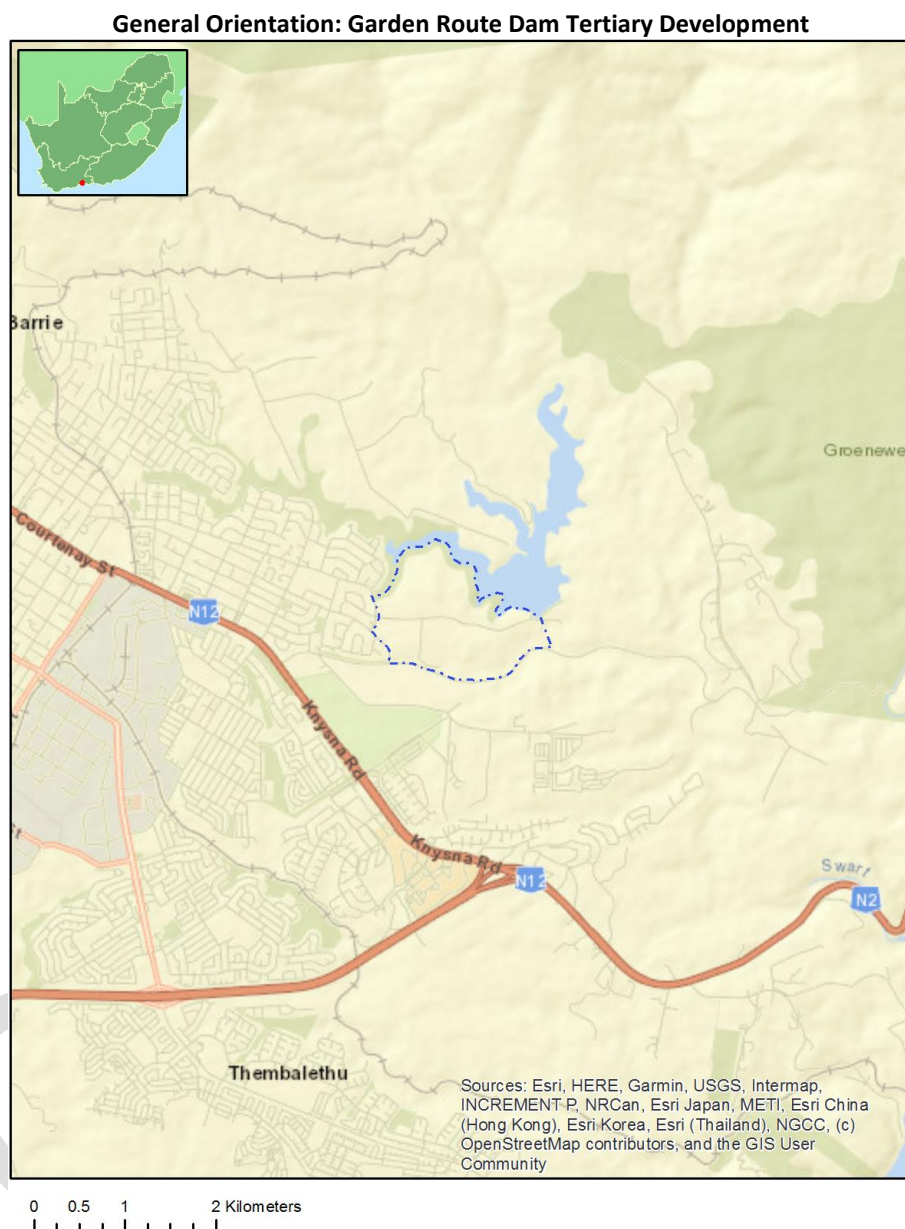 General Orientation: Garden Route Dam Tertiary Development
Barrie
Groenewe
Courtenay St
N12
Knysna Rd
Knysna Rd
N12
Swart
N2
Thembalethu
Sources: Esri, HERE, Garmin, USGS, Intermap,
INCREMENT P, NRCan, Esri Japan, METI, Esri China
(Hong Kong), Esri Korea, Esri (Thailand), NGCC, (c)
OpenStreetMap contributors, and the GIS User
Community
0 0.5 1 2 Kilometers